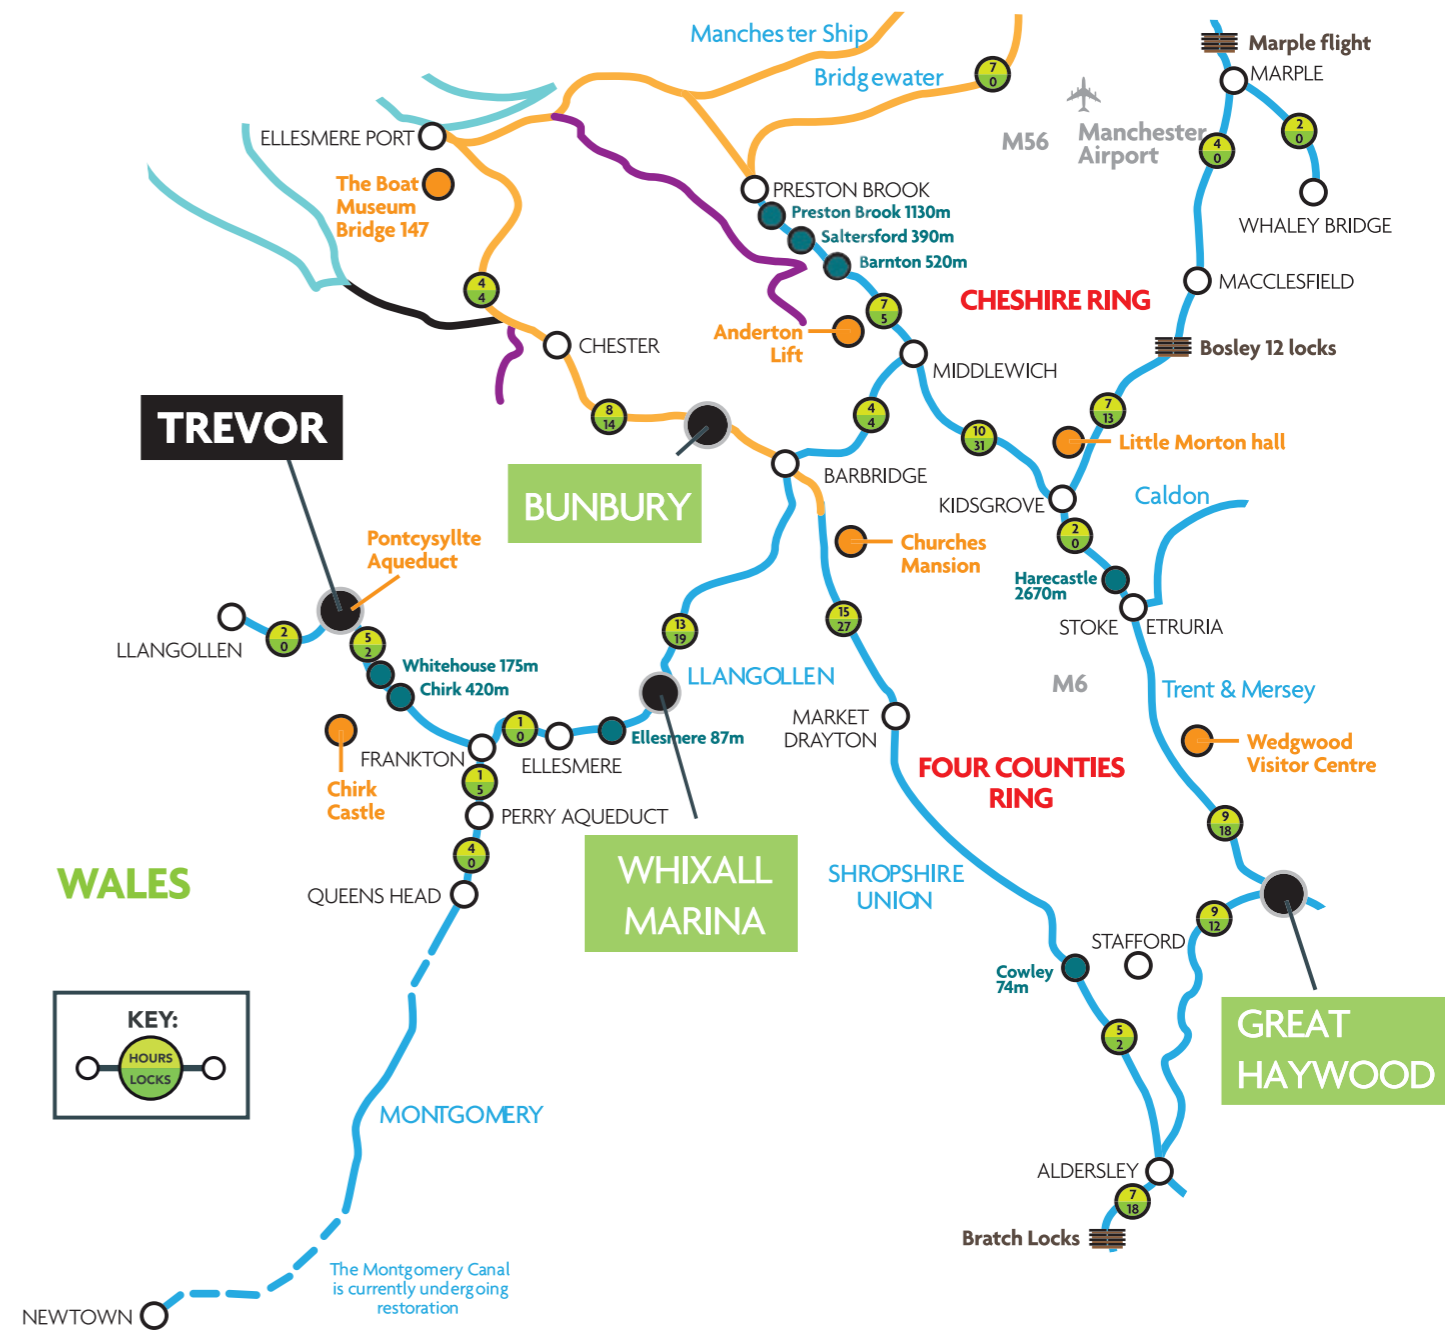 Manchester Ship
Marple flight
MARPLE
Bridgewater
7
0
M56
Manchester
Airport
4
0
2
0
ELLESMERE PORT
The Boat
Museum
Bridge 147
PRESTON BROOK
Preston Brook 1130m
Saltersford 390m
Barnton 520m
WHALEY BRIDGE
MACCLESFIELD
4
4
CHESHIRE RING
7
5
Anderton
Lift
CHESTER
Bosley 12 locks
MIDDLEWICH
TREVOR
8
14
4
4
10
31
7
13
Little Morton hall
BUNBURY
BARBRIDGE
KIDSGROVE
Caldon
Pontcysyllte
Aqueduct
2
0
Churches
Mansion
Harecastle
2670m
STOKE
ETRURIA
15
27
13
19
LLANGOLLEN
2
0
5
2
Whitehouse 175m
Chirk 420m
LLANGOLLEN
M6
Trent & Mersey
MARKET
DRAYTON
1
0
Ellesmere 87m
FRANKTON
ELLESMERE
Wedgwood
Visitor Centre
FOUR COUNTIES
RING
Chirk
Castle
1
5
PERRY AQUEDUCT
9
18
4
0
WHIXALL
MARINA
SHROPSHIRE
UNION
WALES
QUEENS HEAD
9
12
STAFFORD
Cowley
74m
GREAT
HAYWOOD
KEY:
HOURS
LOCKS
5
2
MONTGOMERY
ALDERSLEY
7
18
Bratch Locks
The Montgomery Canal
is currently undergoing
restoration
NEWTOWN